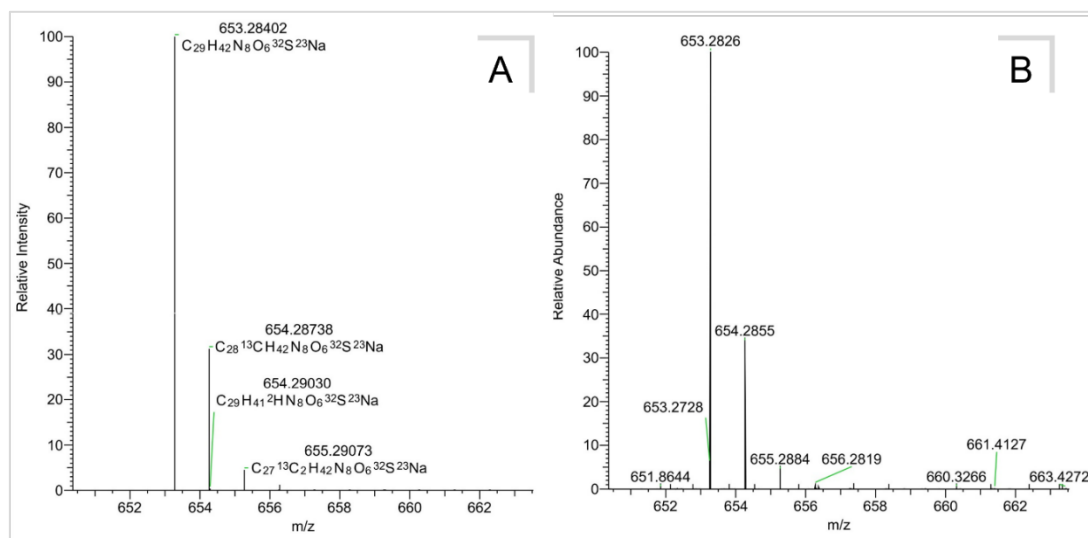 A
653.28402
C₂₉H₄₂N₈O₆³²S²³Na
654.28738
C₂₈¹³CH₄₂N₈O₆³²S²³Na
654.29030
C₂₉H₄₁²HN₈O₆³²S²³Na
655.29073
C₂₇¹³C₂H₄₂N₈O₆³²S²³Na
100
90
80
70
60
50
40
30
20
10
0
Relative Intensity
652 654 656 658 660 662
m/z
B
653.2826
654.2855
653.2728
655.2884
656.2819
661.4127
651.8644
660.3266
663.4272
100
90
80
70
60
50
40
30
20
10
0
Relative Abundance
652 654 656 658 660 662
m/z